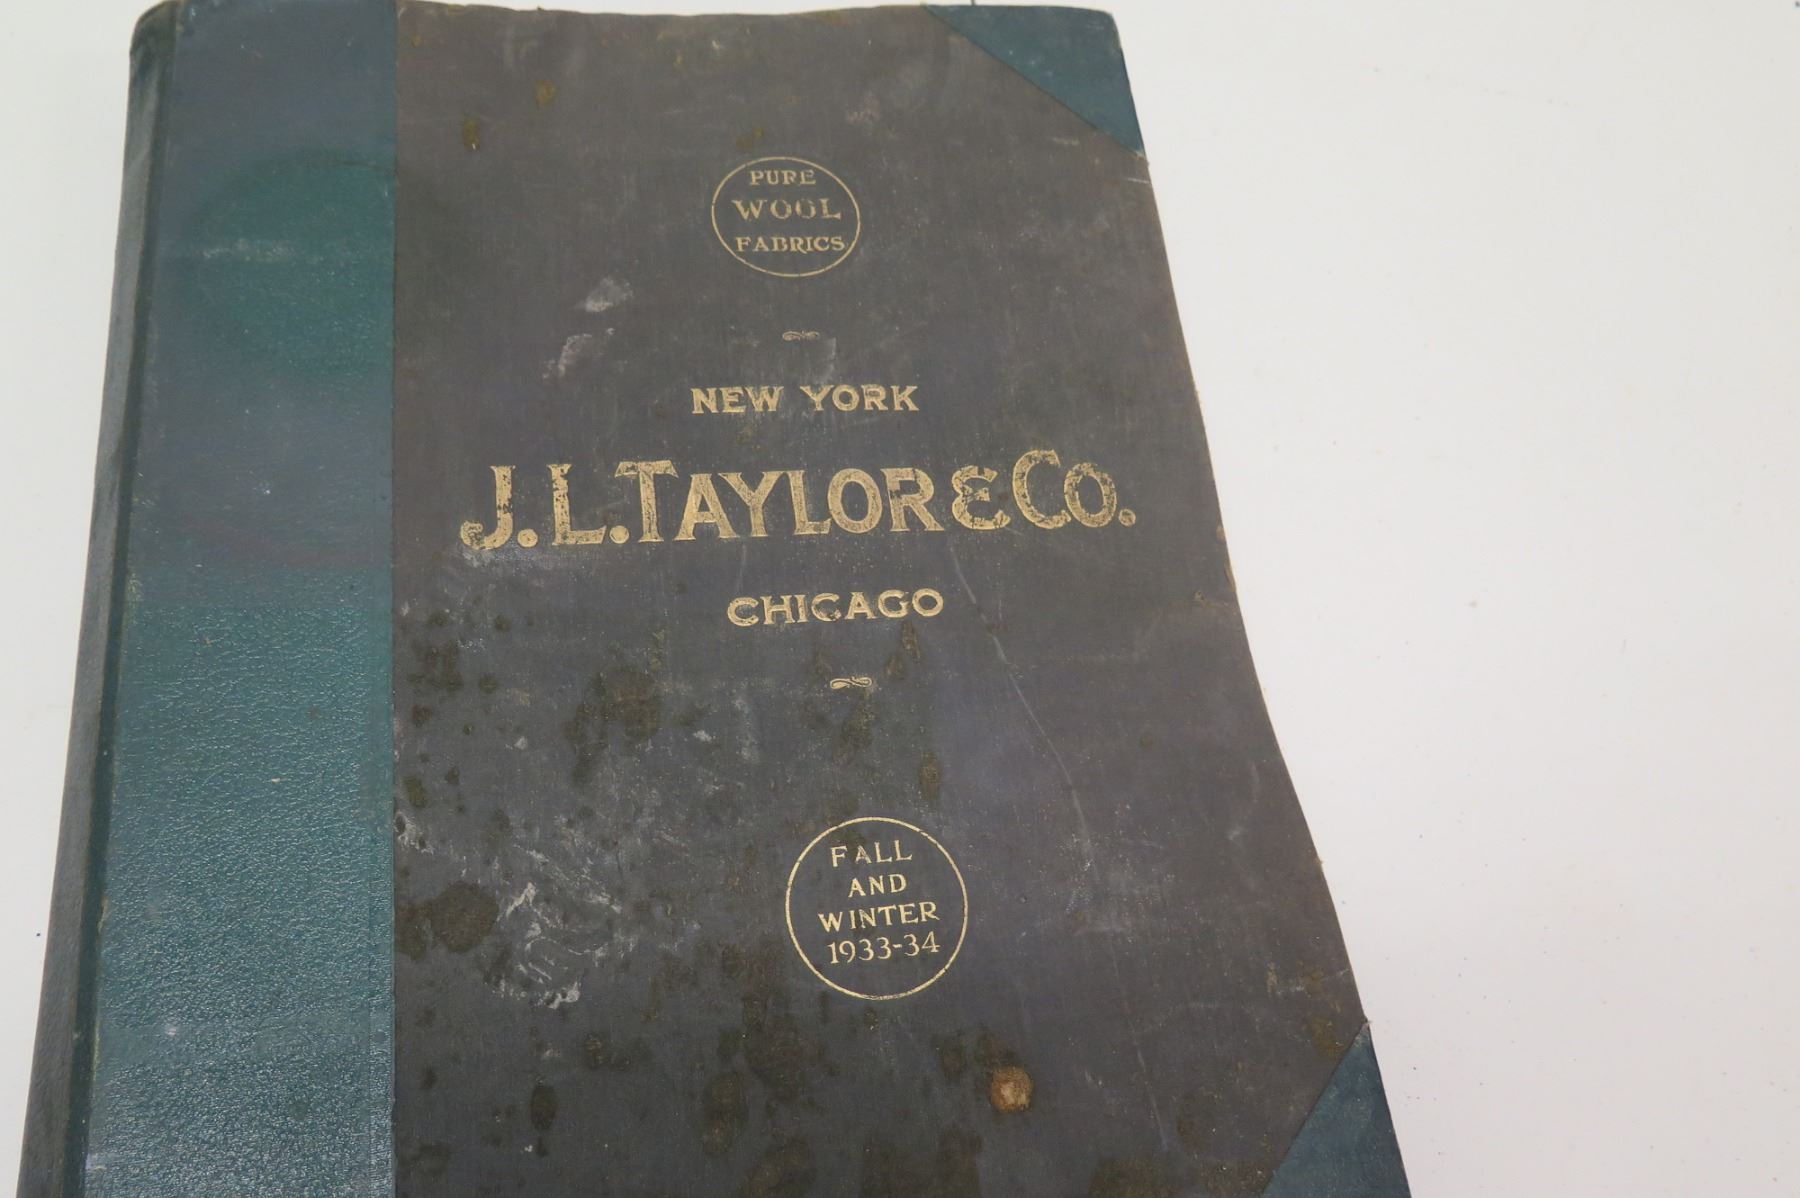 PURE
WOOL
FABRICS
NEW YORK
J. L. TAYLOR & CO.
CHICAGO
FALL
AND
WINTER
1933-34